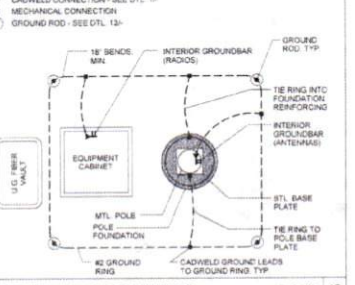 CADWELD CONNECTION - SEE DTL
MECHANICAL CONNECTION
GROUND ROD - SEE DTL. 13/-
18" BENDS,
MIN.
INTERIOR GROUNDBAR
(RADIOS)
GROUND
ROD, TYP
TIE RING INTO
FOUNDATION
REINFORCING
INTERIOR
GROUNDBAR
(ANTENNAS)
EQUIPMENT
CABINET
U.G. FIBER
VAULT
STL. BASE
PLATE
MTL. POLE
POLE
FOUNDATION
TIE RING TO
POLE BASE
PLATE
#2 GROUND
RING
CADWELD GROUND LEADS
TO GROUND RING, TYP